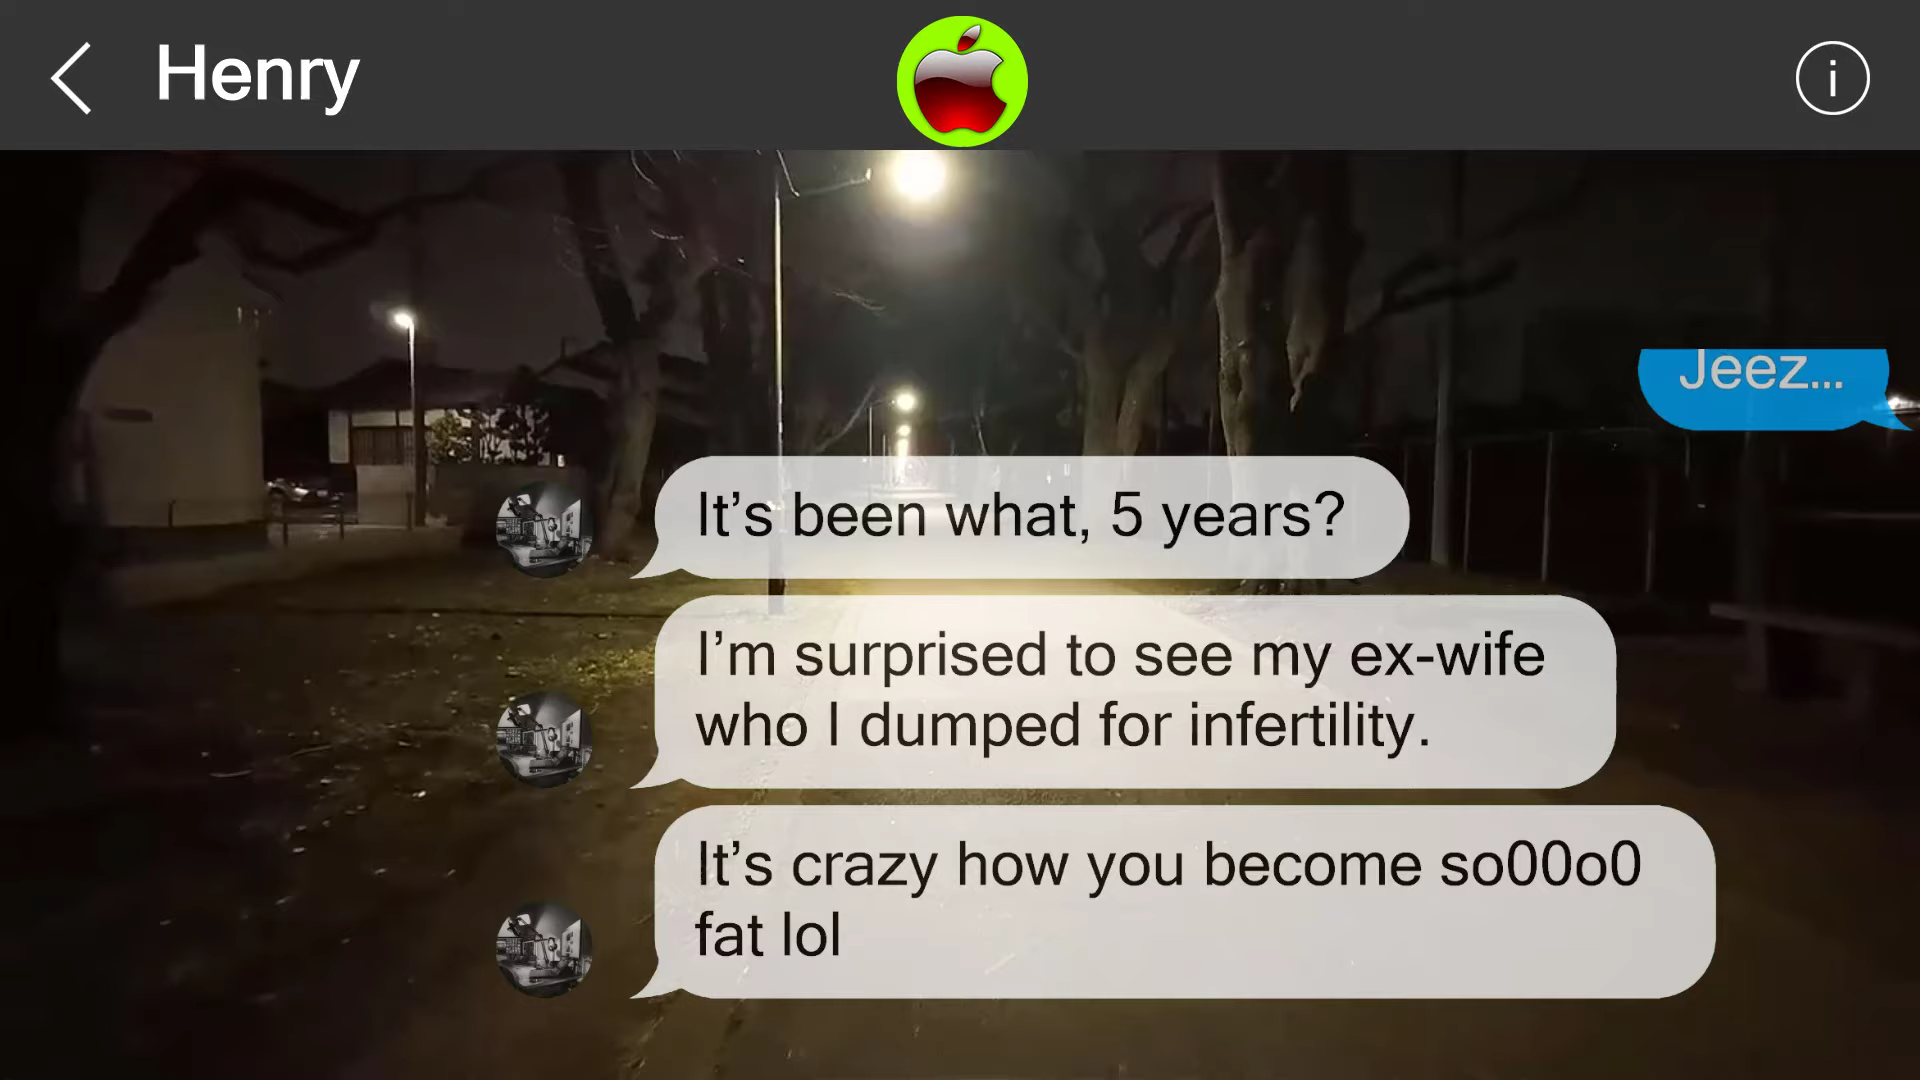 Henry
i
Jeez...
It’s been what, 5 years?
I’m surprised to see my ex-wife
who I dumped for infertility.
It’s crazy how you become so00o0
fat lol